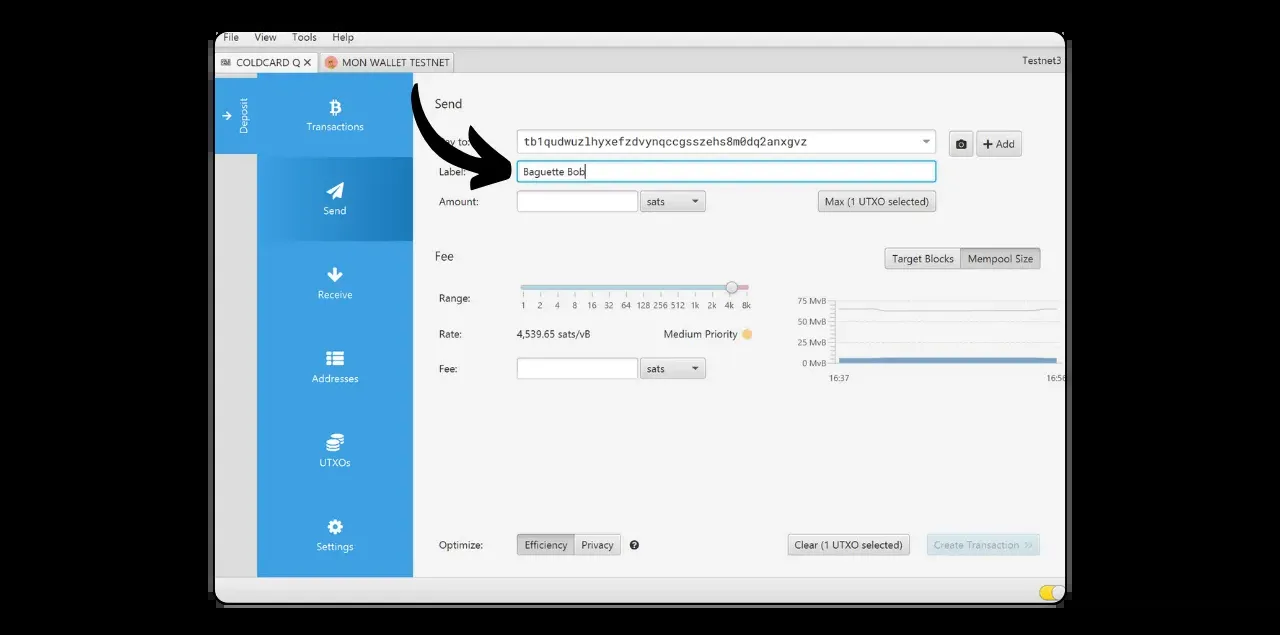 File View Tools Help
COLDCARD Q MON WALLET TESTNET Testnet3
Deposit
Transactions
Send
Receive
Addresses
UTXOs
Settings
Send
to: tb1qudwuzlhyxefzdvynqccgsszehs8m0dq2anxgvz Add
Label: Baguette Bob
Amount: sats Max (1 UTXO selected)
Fee Target Blocks Mempool Size
Range: 1 2 4 8 16 32 64 128 256 512 1k 2k 4k 8k
Rate: 4,539.65 sats/vB Medium Priority
Fee: sats
75 MvB
50 MvB
25 MvB
0 MvB
16:37 16:56
Optimize: Efficiency Privacy Clear (1 UTXO selected) Create Transaction >>